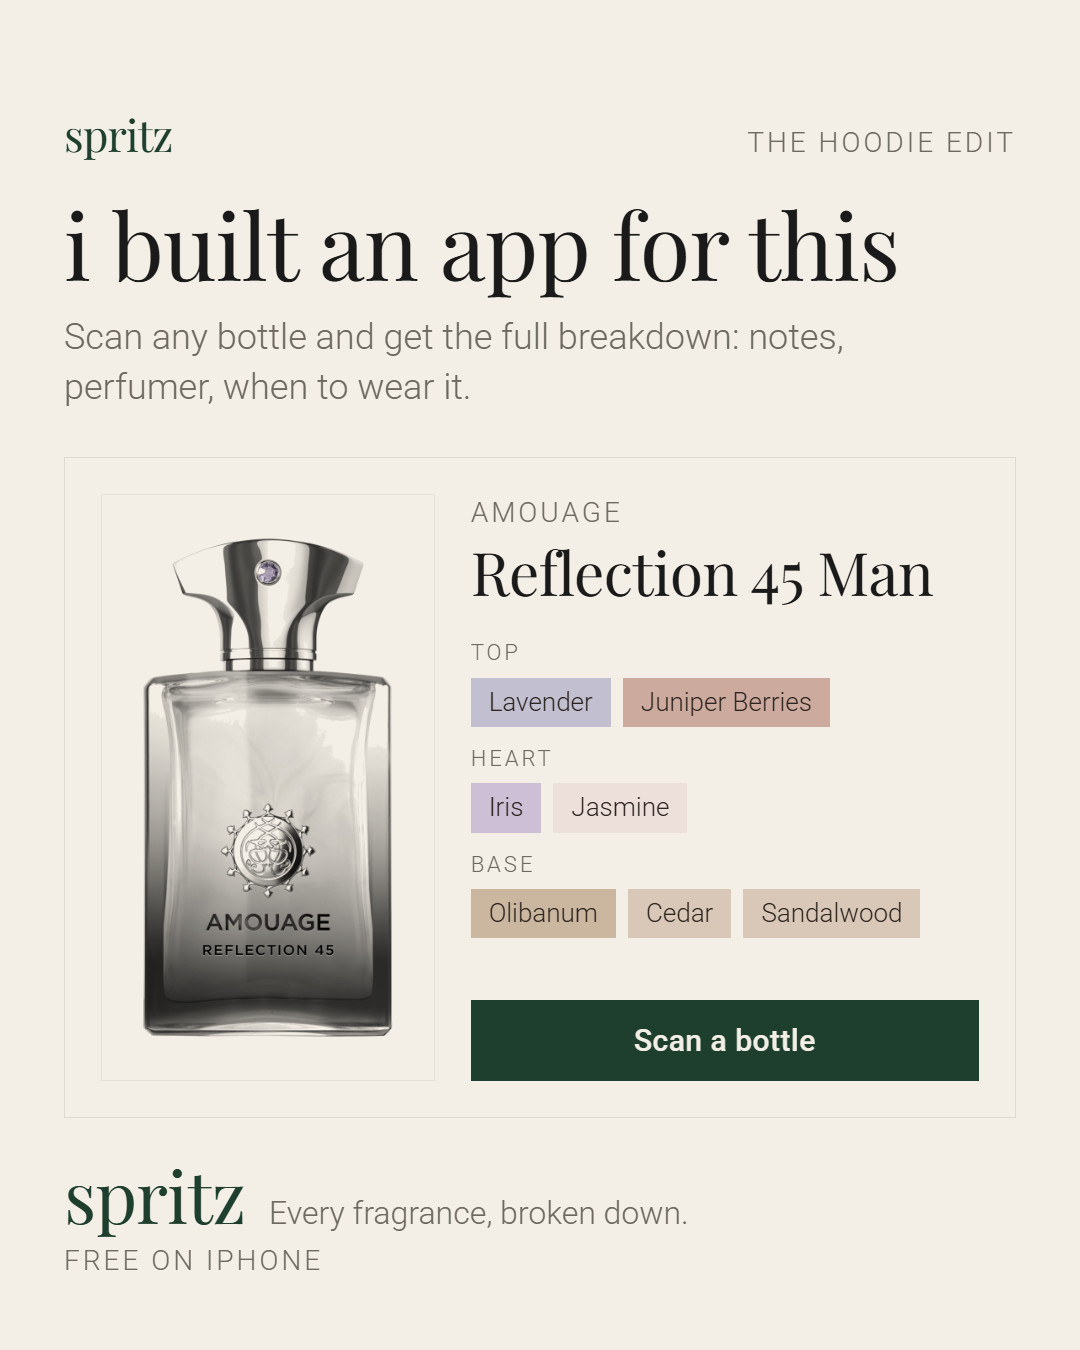 spritz
THE HOODIE EDIT
i built an app for this
Scan any bottle and get the full breakdown: notes,
perfumer, when to wear it.
AMOUAGE
REFLECTION 45
AMOUAGE
Reflection 45 Man
TOP
Lavender
Juniper Berries
HEART
Iris
Jasmine
BASE
Olibanum
Cedar
Sandalwood
Scan a bottle
spritz
Every fragrance, broken down.
FREE ON IPHONE